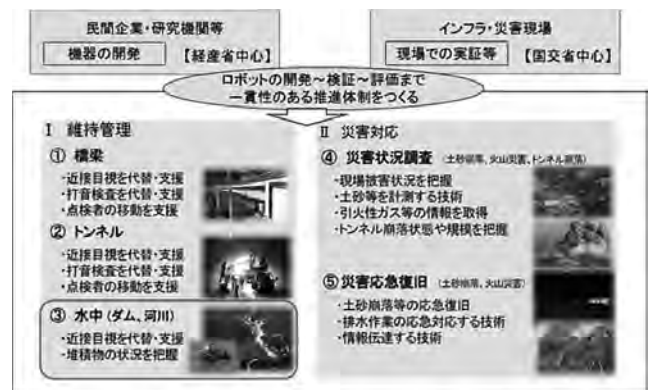 民間企業・研究機関等
機器の開発 【経産省中心】
インフラ・災害現場
現場での実証等 【国交省中心】
ロボットの開発～検証～評価まで
一貫性のある推進体制をつくる
Ⅰ 維持管理
① 橋梁
・近接目視を代替・支援
・打音検査を代替・支援
・点検者の移動を支援
② トンネル
・近接目視を代替・支援
・打音検査を代替・支援
・点検者の移動を支援
③ 水中(ダム、河川)
・近接目視を代替・支援
・堆積物の状況を把握
Ⅱ 災害対応
④ 災害状況調査 (土砂崩落、火山災害、トンネル崩落)
・現場被害状況を把握
・土砂等を計測する技術
・引火性ガス等の情報を取得
・トンネル崩落状態や規模を把握
⑤ 災害応急復旧 (土砂崩落、火山災害)
・土砂崩落等の応急復旧
・排水作業の応急対応する技術
・情報伝達する技術